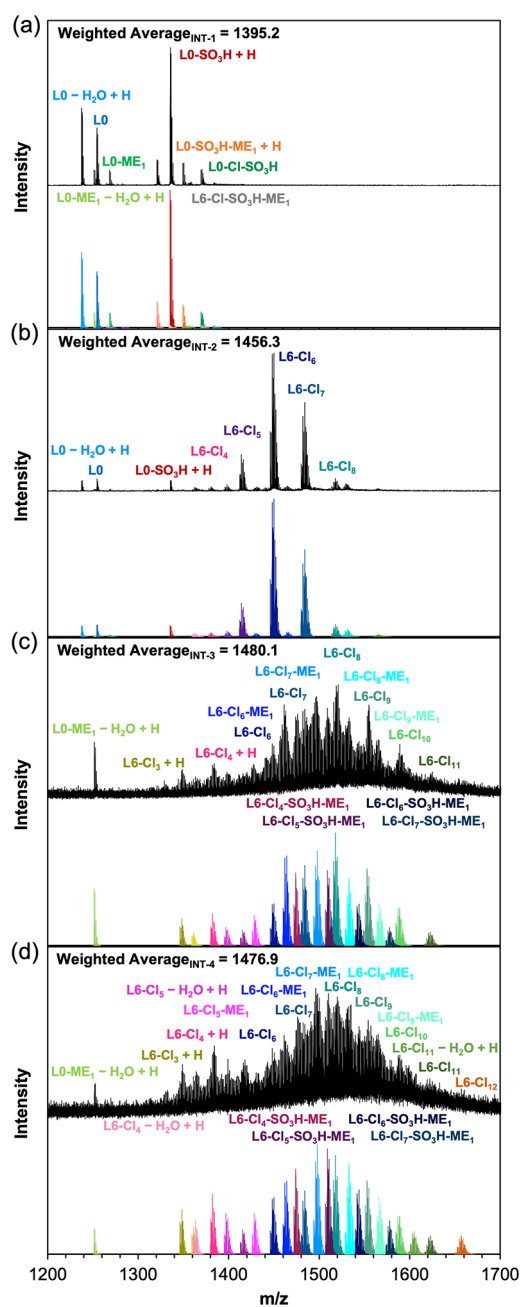 (a)
Weighted Average_INT-1 = 1395.2
L0-SO₃H + H
L0 − H₂O + H
L0
L0-ME₁
L0-SO₃H-ME₁ + H
L0-Cl-SO₃H
L0-ME₁ − H₂O + H
L6-Cl-SO₃H-ME₁
Intensity
(b)
Weighted Average_INT-2 = 1456.3
L6-Cl₆
L6-Cl₇
L6-Cl₅
L0 − H₂O + H
L6-Cl₄
L0
L0-SO₃H + H
L6-Cl₈
Intensity
(c)
Weighted Average_INT-3 = 1480.1
L6-Cl₈
L6-Cl₇-ME₁
L6-Cl₈-ME₁
L6-Cl₇
L6-Cl₉
L6-Cl₆-ME₁
L6-Cl₉-ME₁
L0-ME₁ − H₂O + H
L6-Cl₆
L6-Cl₁₀
L6-Cl₄ + H
L6-Cl₃ + H
L6-Cl₁₁
L6-Cl₄-SO₃H-ME₁
L6-Cl₆-SO₃H-ME₁
L6-Cl₅-SO₃H-ME₁
L6-Cl₇-SO₃H-ME₁
Intensity
(d)
Weighted Average_INT-4 = 1476.9
L6-Cl₇-ME₁
L6-Cl₈-ME₁
L6-Cl₅ − H₂O + H
L6-Cl₆-ME₁
L6-Cl₈
L6-Cl₅-ME₁
L6-Cl₇
L6-Cl₉
L6-Cl₉-ME₁
L6-Cl₄ + H
L6-Cl₆
L6-Cl₁₀
L6-Cl₃ + H
L6-Cl₁₁ − H₂O + H
L0-ME₁ − H₂O + H
L6-Cl₁₁
L6-Cl₁₂
L6-Cl₄ − H₂O + H
L6-Cl₄-SO₃H-ME₁
L6-Cl₆-SO₃H-ME₁
L6-Cl₅-SO₃H-ME₁
L6-Cl₇-SO₃H-ME₁
Intensity
1200 1300 1400 1500 1600 1700
m/z